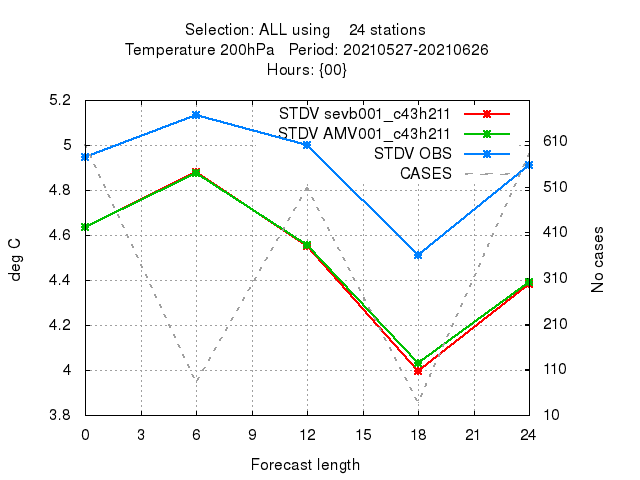 Selection: ALL using    24 stations
Temperature 200hPa   Period: 20210527-20210626
Hours: {00}
5.2
5
4.8
4.6
4.4
4.2
4
3.8
deg C
STDV sevb001_c43h211
STDV AMV001_c43h211
STDV OBS
CASES
610
510
410
310
210
110
10
No cases
0 3 6 9 12 15 18 21 24
Forecast length